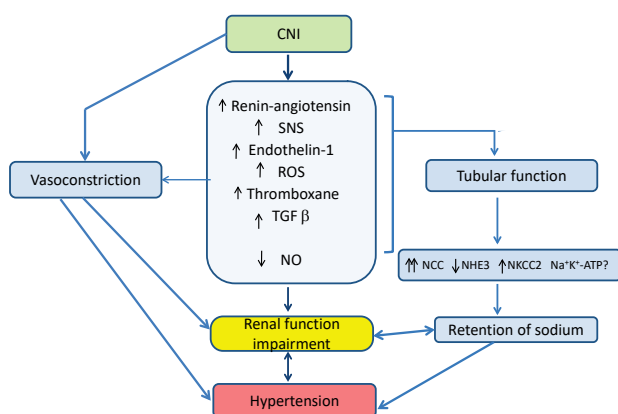 CNI
↑ Renin-angiotensin
↑ SNS
↑ Endothelin-1
↑ ROS
↑ Thromboxane
↑ TGF β
↓ NO
Vasoconstriction
Tubular function
↑↑ NCC ↓NHE3 ↑NKCC2 Na⁺K⁺-ATP?
Renal function
impairment
Retention of sodium
Hypertension